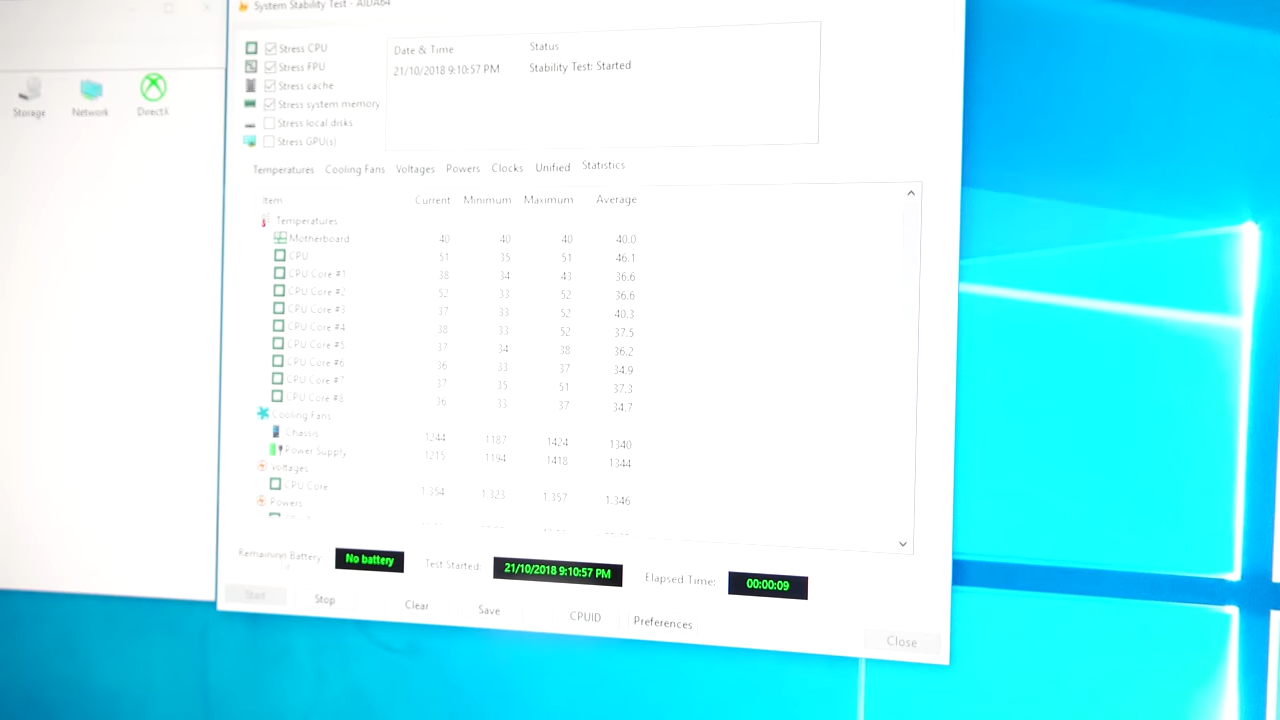 System Stability Test - AIDA64
Storage
Network
DirectX
Stress CPU
Stress FPU
Stress cache
Stress system memory
Stress local disks
Stress GPU(s)
Date & Time Status
21/10/2018 9:10:57 PM Stability Test: Started
Temperatures Cooling Fans Voltages Powers Clocks Unified Statistics
Item Current Minimum Maximum Average
Temperatures
Motherboard 40 40 40 40.0
CPU 51 35 51 46.1
CPU Core #1 38 34 43 36.6
CPU Core #2 52 33 52 36.6
CPU Core #3 37 33 52 40.3
CPU Core #4 38 33 52 37.5
CPU Core #5 37 34 38 36.2
CPU Core #6 36 33 37 34.9
CPU Core #7 37 35 51 37.3
CPU Core #8 36 33 37 34.7
Cooling Fans
Chassis 1244 1187 1424 1340
Power Supply 1215 1194 1418 1344
Voltages
CPU Core 1.354 1.323 1.357 1.346
Powers
Remaining Battery: No battery Test Started: 21/10/2018 9:10:57 PM Elapsed Time: 00:00:09
Start Stop Clear Save CPUID Preferences Close